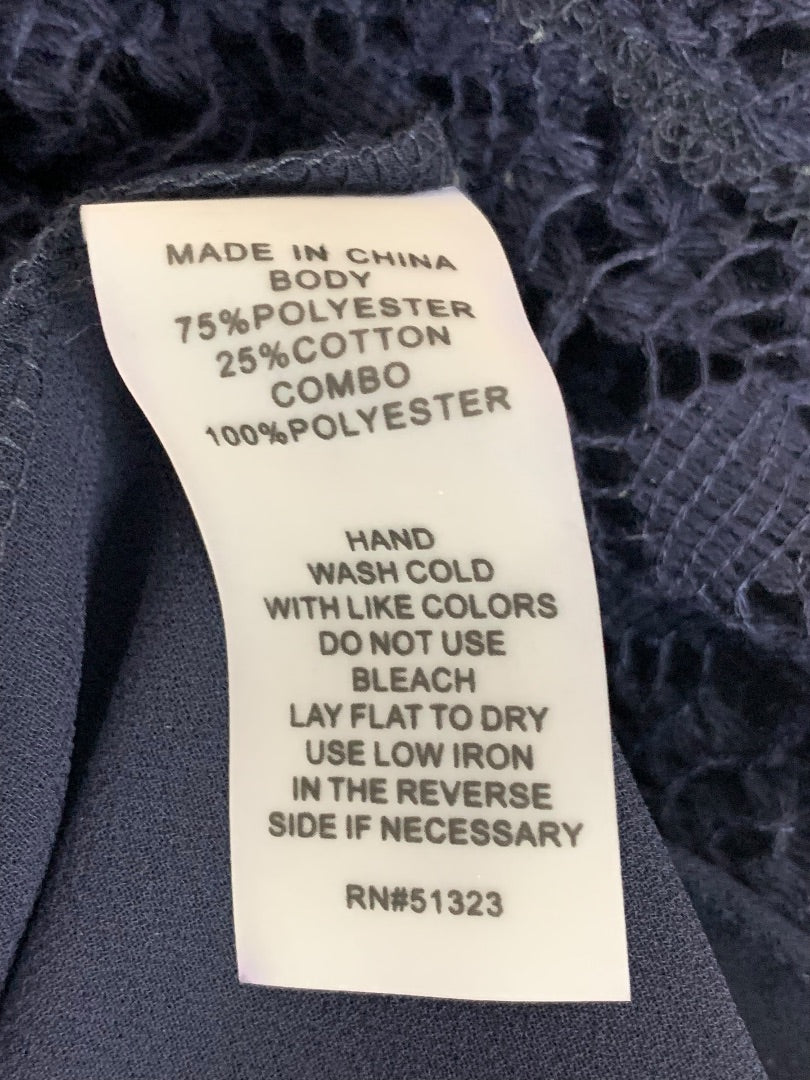 MADE IN CHINA
BODY
75%POLYESTER
25%COTTON
COMBO
100%POLYESTER
HAND
WASH COLD
WITH LIKE COLORS
DO NOT USE
BLEACH
LAY FLAT TO DRY
USE LOW IRON
IN THE REVERSE
SIDE IF NECESSARY
RN#51323